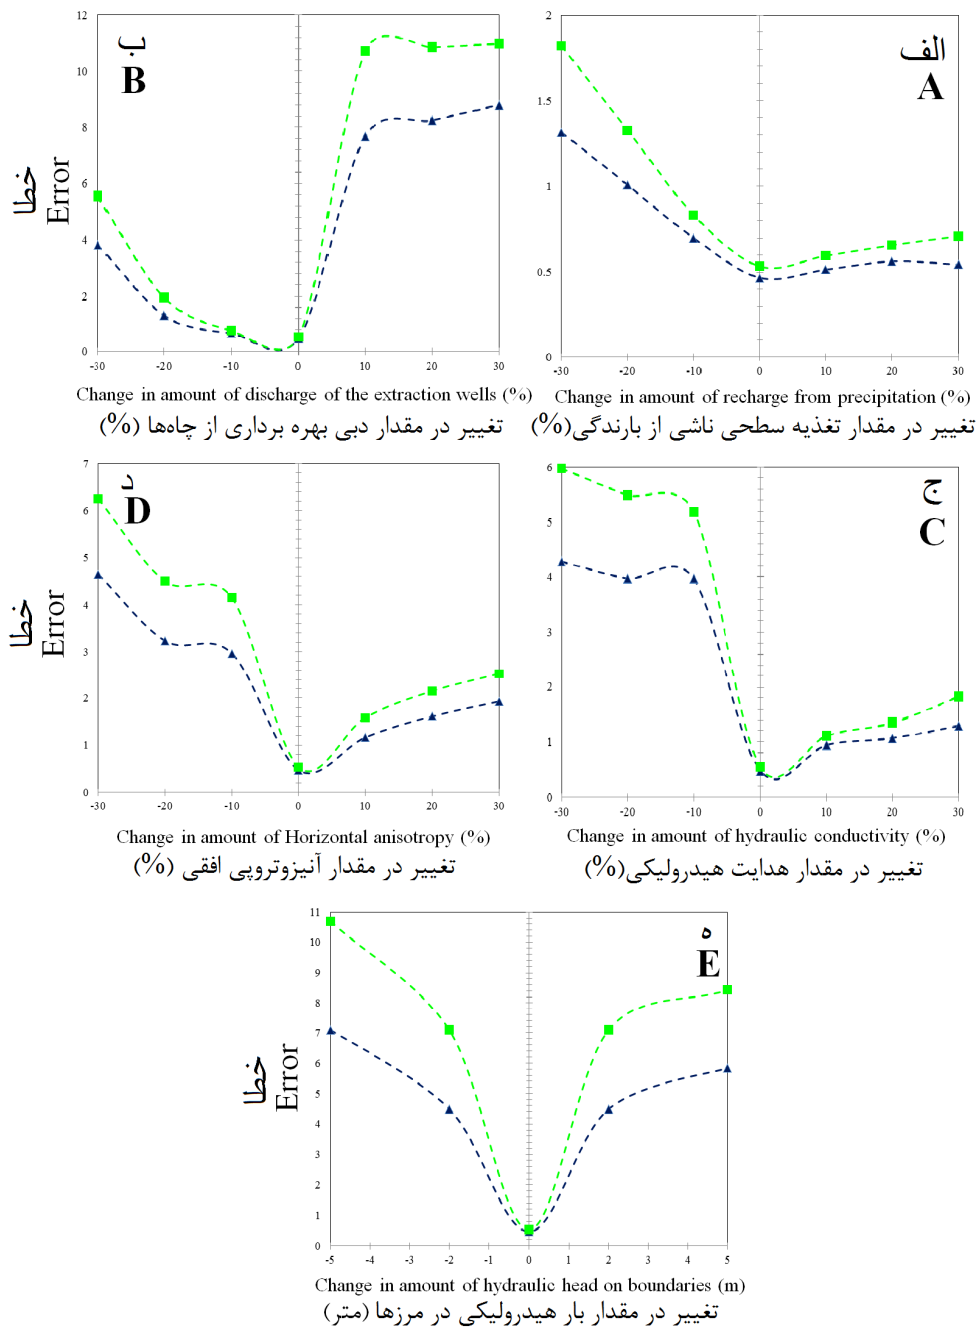 ب
B
12
10
8
6
4
2
0
-30 -20 -10 0 10 20 30
خطا
Error
Change in amount of discharge of the extraction wells (%)
تغییر در مقدار دبی بهره برداری از چاه‌ها (%)
الف
A
2
1.5
1
0.5
0
-30 -20 -10 0 10 20 30
Change in amount of recharge from precipitation (%)
تغییر در مقدار تغذیه سطحی ناشی از بارندگی(%)
D
7
6
5
4
3
2
1
0
-30 -20 -10 0 10 20 30
خطا
Error
Change in amount of Horizontal anisotropy (%)
تغییر در مقدار آنیزوتروپی افقی (%)
ج
C
6
5
4
3
2
1
0
-30 -20 -10 0 10 20 30
Change in amount of hydraulic conductivity (%)
تغییر در مقدار هدایت هیدرولیکی(%)
ه
E
11
10
9
8
7
6
5
4
3
2
1
0
-5 -4 -3 -2 -1 0 1 2 3 4 5
خطا
Error
Change in amount of hydraulic head on boundaries (m)
تغییر در مقدار بار هیدرولیکی در مرزها (متر)